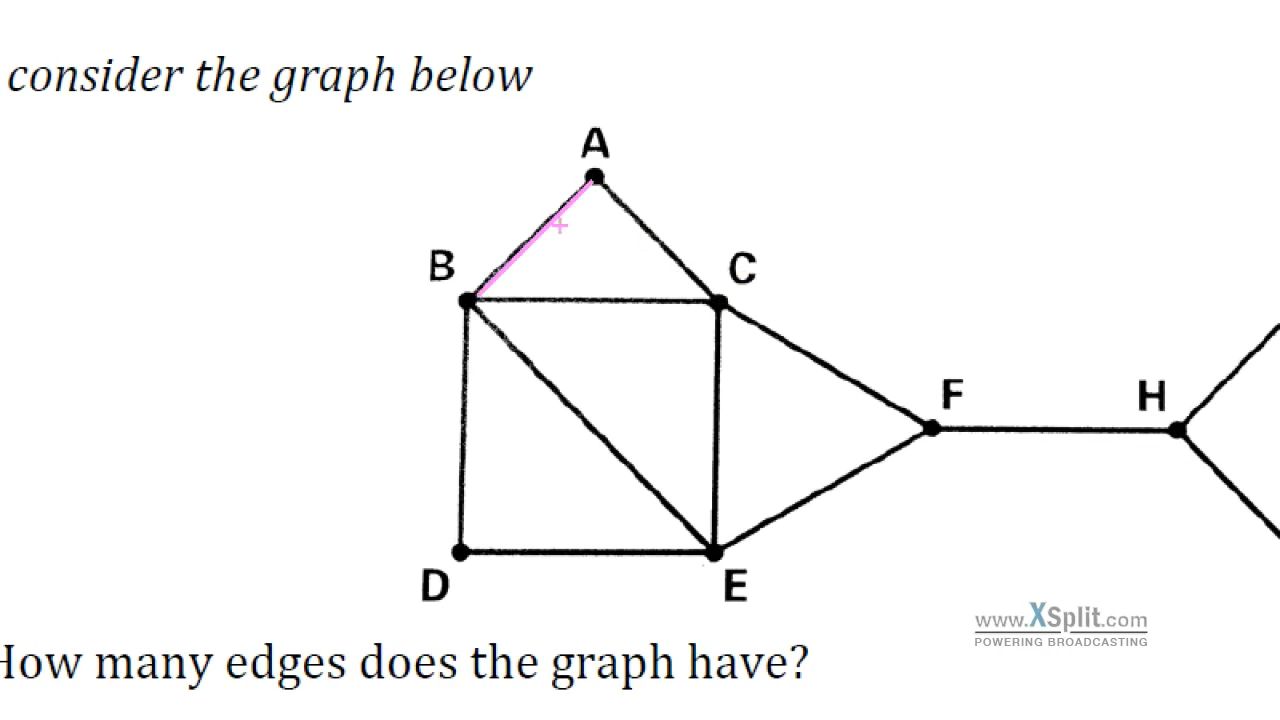 consider the graph below
A
B
C
F
H
D
E
www.XSplit.com
POWERING BROADCASTING
How many edges does the graph have?